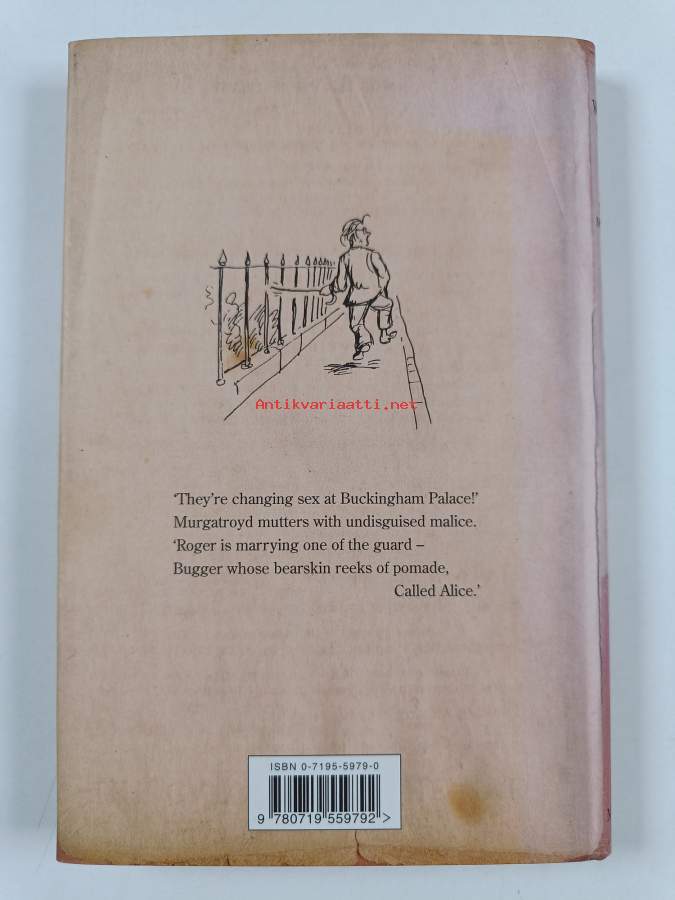 Antikvariaatti.net
‘They’re changing sex at Buckingham Palace!’
Murgatroyd mutters with undisguised malice.
‘Roger is marrying one of the guard –
Bugger whose bearskin reeks of pomade,
Called Alice.’
ISBN 0-7195-5979-0
9 780719 559792 >